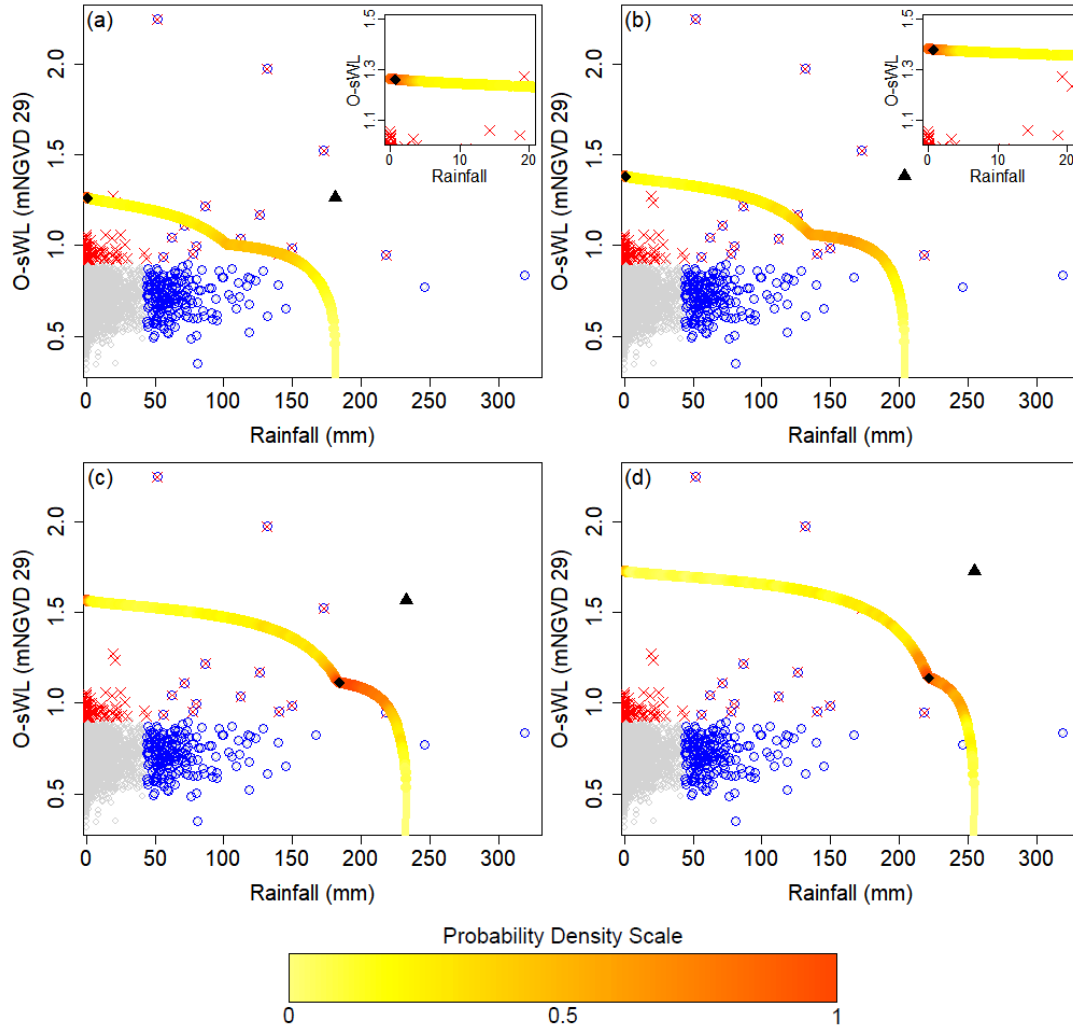 (a)
O-sWL (mNGVD 29)
2.0
1.5
1.0
0.5
0 50 100 150 200 250 300
Rainfall (mm)
O-sWL
1.5
1.3
1.1
0 10 20
Rainfall
(b)
O-sWL (mNGVD 29)
2.0
1.5
1.0
0.5
0 50 100 150 200 250 300
Rainfall (mm)
O-sWL
1.5
1.3
1.1
0 10 20
Rainfall
(c)
O-sWL (mNGVD 29)
2.0
1.5
1.0
0.5
0 50 100 150 200 250 300
Rainfall (mm)
(d)
O-sWL (mNGVD 29)
2.0
1.5
1.0
0.5
0 50 100 150 200 250 300
Rainfall (mm)
Probability Density Scale
0 0.5 1